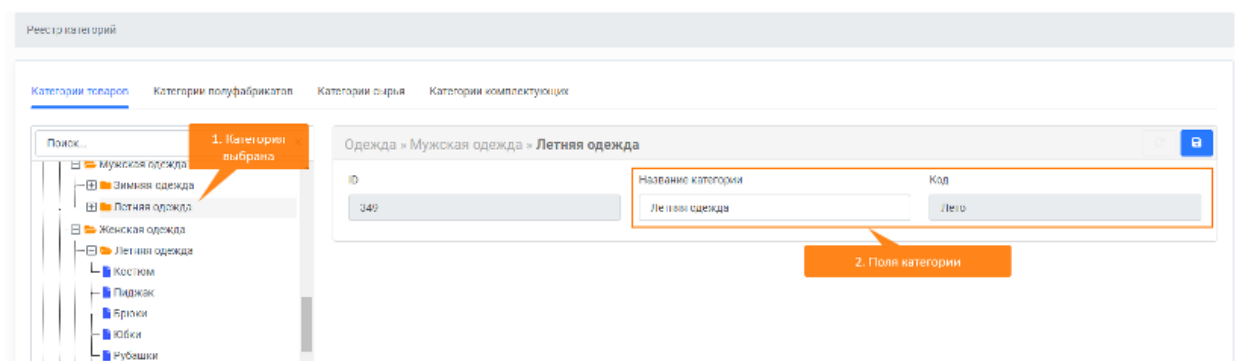 Реестр категорий
Категории товаров Категории полуфабрикатов Категории сырья Категории комплектующих
Поиск...
1. Категория выбрана
Мужская одежда
Зимняя одежда
Летняя одежда
Женская одежда
Летняя одежда
Костюм
Пиджак
Брюки
Юбки
Рубашки
Одежда » Мужская одежда » Летняя одежда
ID Название категории Код
349 Летняя одежда Лето
2. Поля категории